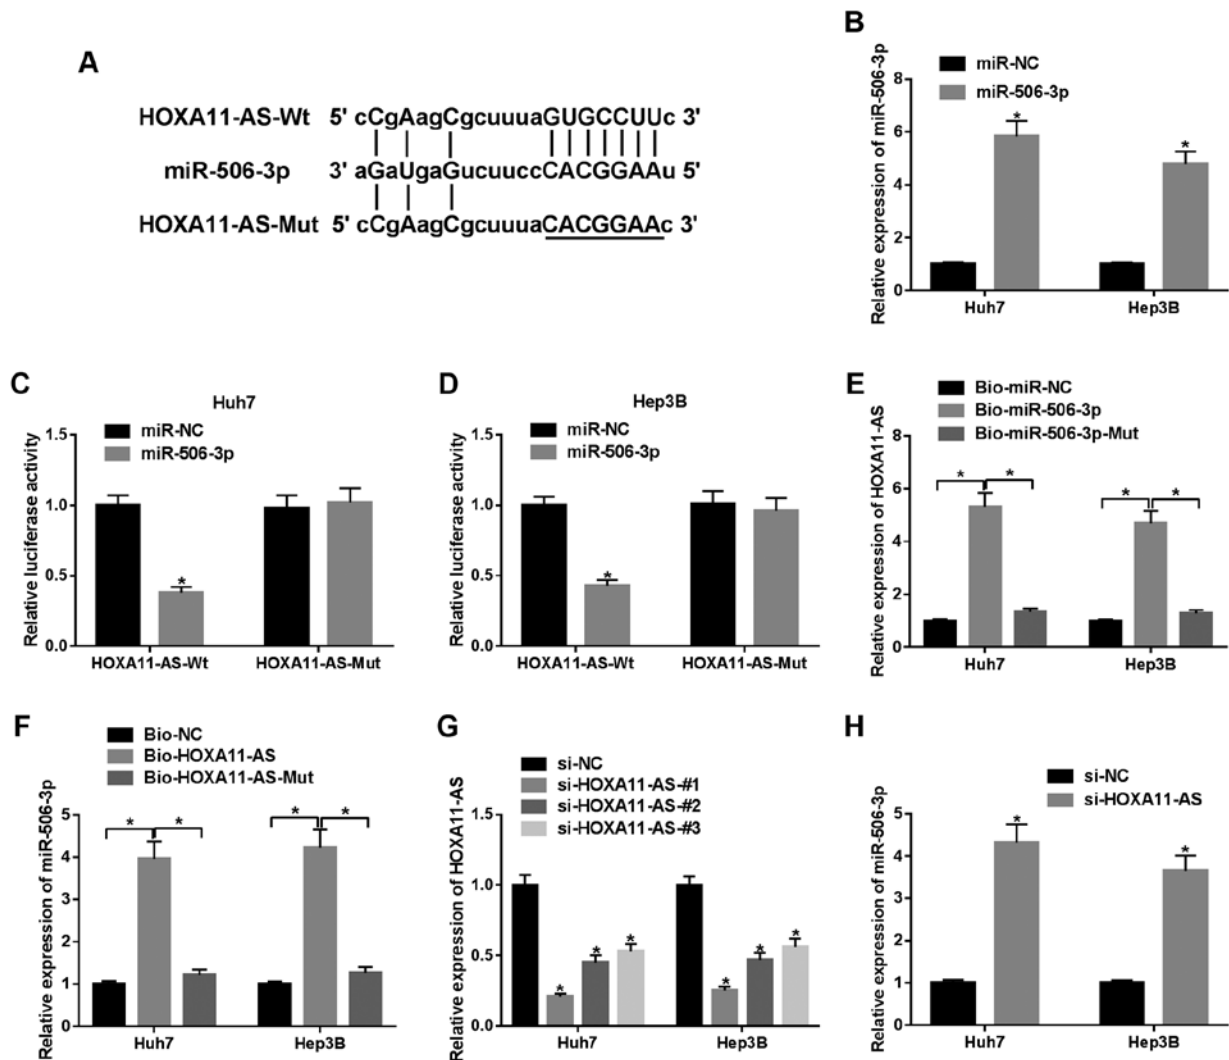 A
HOXA11-AS-Wt 5' cCgAagCgcuuuaGUGCCUUc 3'
miR-506-3p 3' aGaUgaGucuuccCACGGAAu 5'
HOXA11-AS-Mut 5' cCgAagCgcuuuaCACGGAAc 3'
B
miR-NC
miR-506-3p
Relative expression of miR-506-3p
8
6
4
2
0
*
*
Huh7 Hep3B
C
Huh7
miR-NC
miR-506-3p
Relative luciferase activity
1.5
1.0
0.5
0.0
*
HOXA11-AS-Wt HOXA11-AS-Mut
D
Hep3B
miR-NC
miR-506-3p
Relative luciferase activity
1.5
1.0
0.5
0.0
*
HOXA11-AS-Wt HOXA11-AS-Mut
E
Bio-miR-NC
Bio-miR-506-3p
Bio-miR-506-3p-Mut
Relative expression of HOXA11-AS
8
6
4
2
0
* *
* *
Huh7 Hep3B
F
Bio-NC
Bio-HOXA11-AS
Bio-HOXA11-AS-Mut
Relative expression of miR-506-3p
5
4
3
2
1
0
* * * *
Huh7 Hep3B
G
si-NC
si-HOXA11-AS-#1
si-HOXA11-AS-#2
si-HOXA11-AS-#3
Relative expression of HOXA11-AS
1.5
1.0
0.5
0.0
* * * * * *
Huh7 Hep3B
H
si-NC
si-HOXA11-AS
Relative expression of miR-506-3p
5
4
3
2
1
0
*
*
Huh7 Hep3B